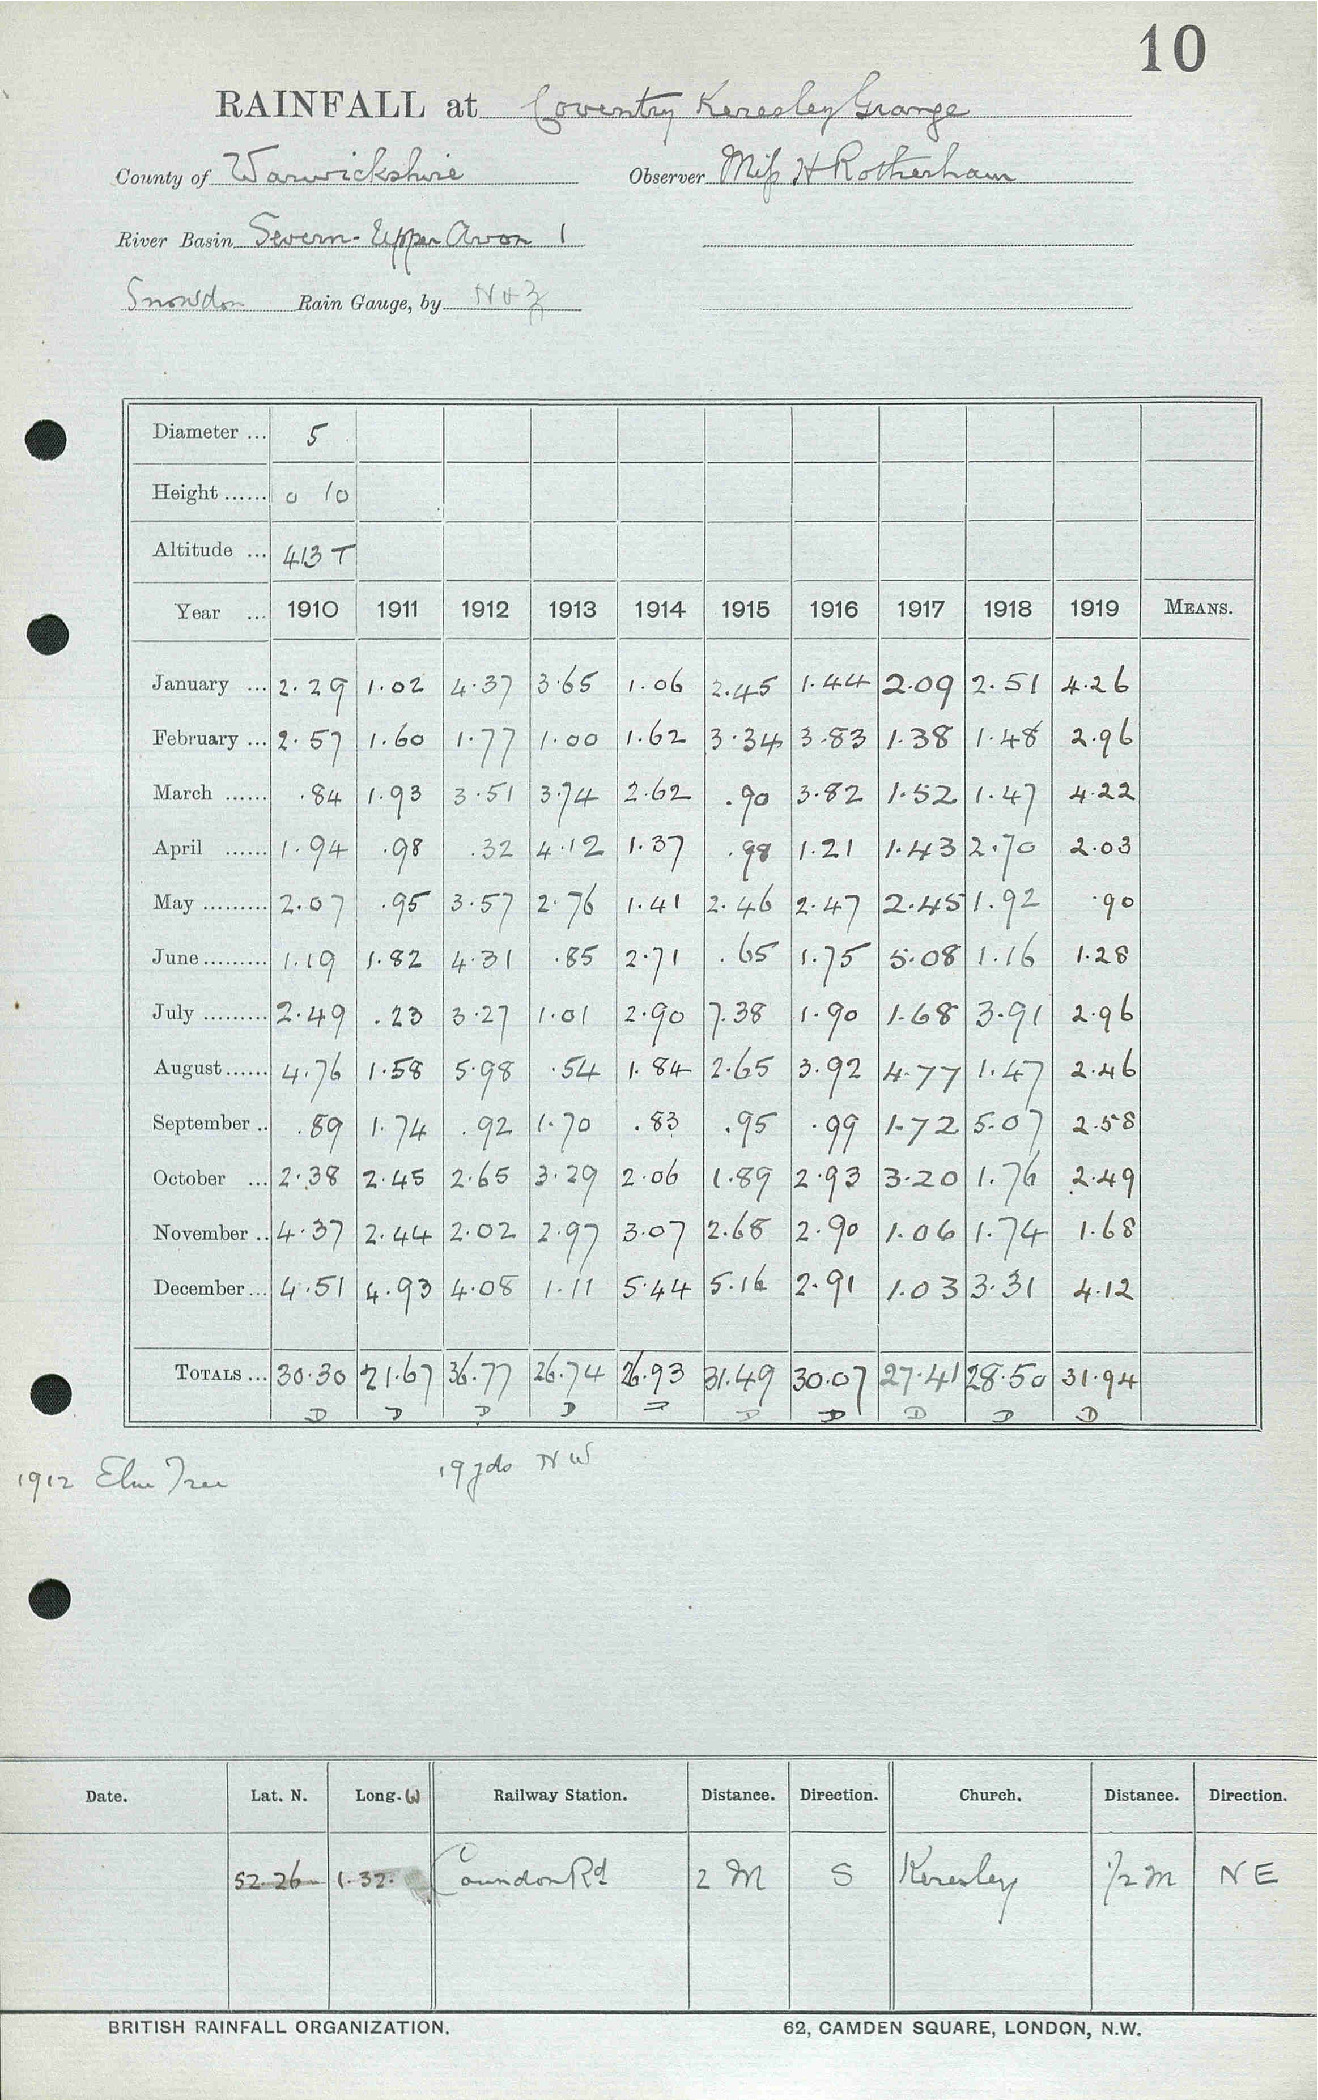 10
RAINFALL at Coventry Keresley Grange
County of Warwickshire Observer Miss H Rotherham
River Basin Severn - Upper Avon 1
Snowdon Rain Gauge, by N & Z
Diameter ... 5
Height ...... 0 10
Altitude ... 413 T
Year ... 1910 1911 1912 1913 1914 1915 1916 1917 1918 1919 MEANS.
January ... 2.29 1.02 4.37 3.65 1.06 2.45 1.44 2.09 2.51 4.26
February ... 2.57 1.60 1.77 1.00 1.62 3.34 3.83 1.38 1.48 2.96
March ...... .84 1.93 3.51 3.74 2.62 .90 3.82 1.52 1.47 4.22
April ...... 1.94 .98 .32 4.12 1.37 .98 1.21 1.43 2.70 2.03
May ......... 2.07 .95 3.57 2.76 1.41 2.46 2.47 2.45 1.92 .90
June ......... 1.19 1.82 4.31 .85 2.71 .65 1.75 5.08 1.16 1.28
July ......... 2.49 .23 3.27 1.01 2.90 7.38 1.90 1.68 3.91 2.96
August ...... 4.76 1.58 5.98 .54 1.84 2.65 3.92 4.77 1.47 2.46
September .. .89 1.74 .92 1.70 .83 .95 .99 1.72 5.07 2.58
October ... 2.38 2.45 2.65 3.29 2.06 1.89 2.93 3.20 1.76 2.49
November .. 4.37 2.44 2.02 2.97 3.07 2.68 2.90 1.06 1.74 1.68
December ... 4.51 4.93 4.08 1.11 5.44 5.16 2.91 1.03 3.31 4.12
TOTALS ... 30.30 21.67 36.77 26.74 26.93 31.49 30.07 27.41 28.50 31.94
D D D D D D D D D
1912 Elm Tree 19 yds NW
Date. Lat. N. Long. W Railway Station. Distance. Direction. Church. Distance. Direction.
52.26 1.32 Coundon Rd 2 M S Keresley 1/2 M NE
BRITISH RAINFALL ORGANIZATION. 62, CAMDEN SQUARE, LONDON, N.W.